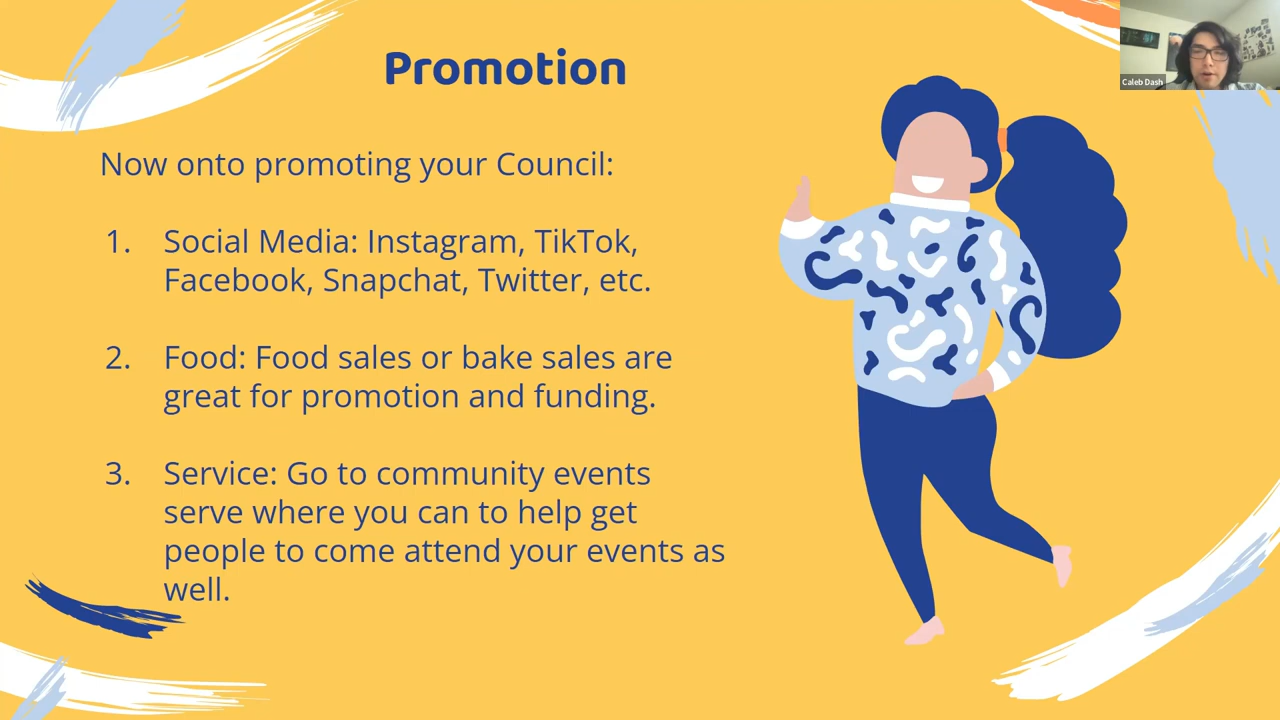 Promotion
Caleb Dash
Now onto promoting your Council:
1. Social Media: Instagram, TikTok,
Facebook, Snapchat, Twitter, etc.
2. Food: Food sales or bake sales are
great for promotion and funding.
3. Service: Go to community events
serve where you can to help get
people to come attend your events as
well.